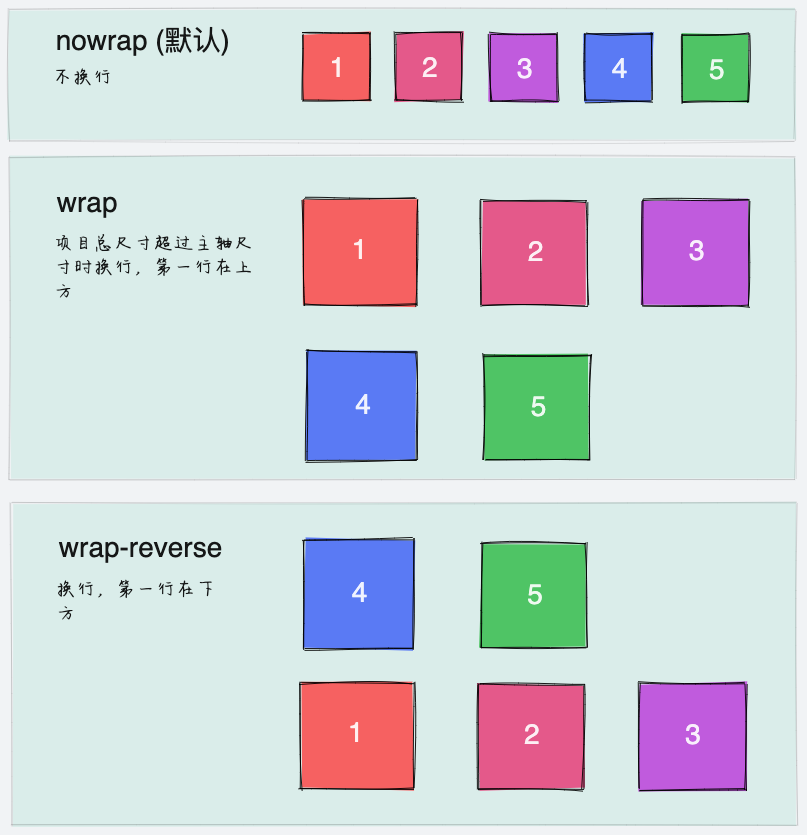 nowrap (默认)
不换行
1 2 3 4 5
wrap
项目总尺寸超过主轴尺
寸时换行，第一行在上
方
1 2 3
4 5
wrap-reverse
换行，第一行在下
方
4 5
1 2 3